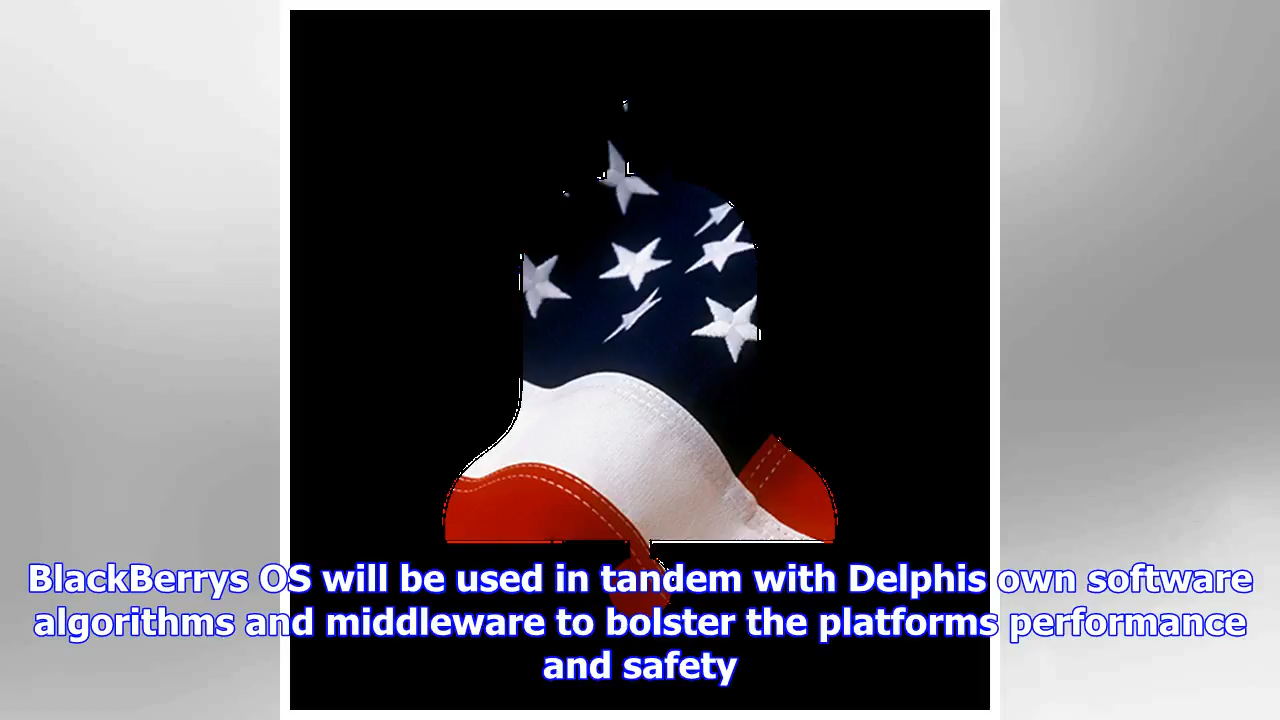 BlackBerrys OS will be used in tandem with Delphis own software
algorithms and middleware to bolster the platforms performance
and safety